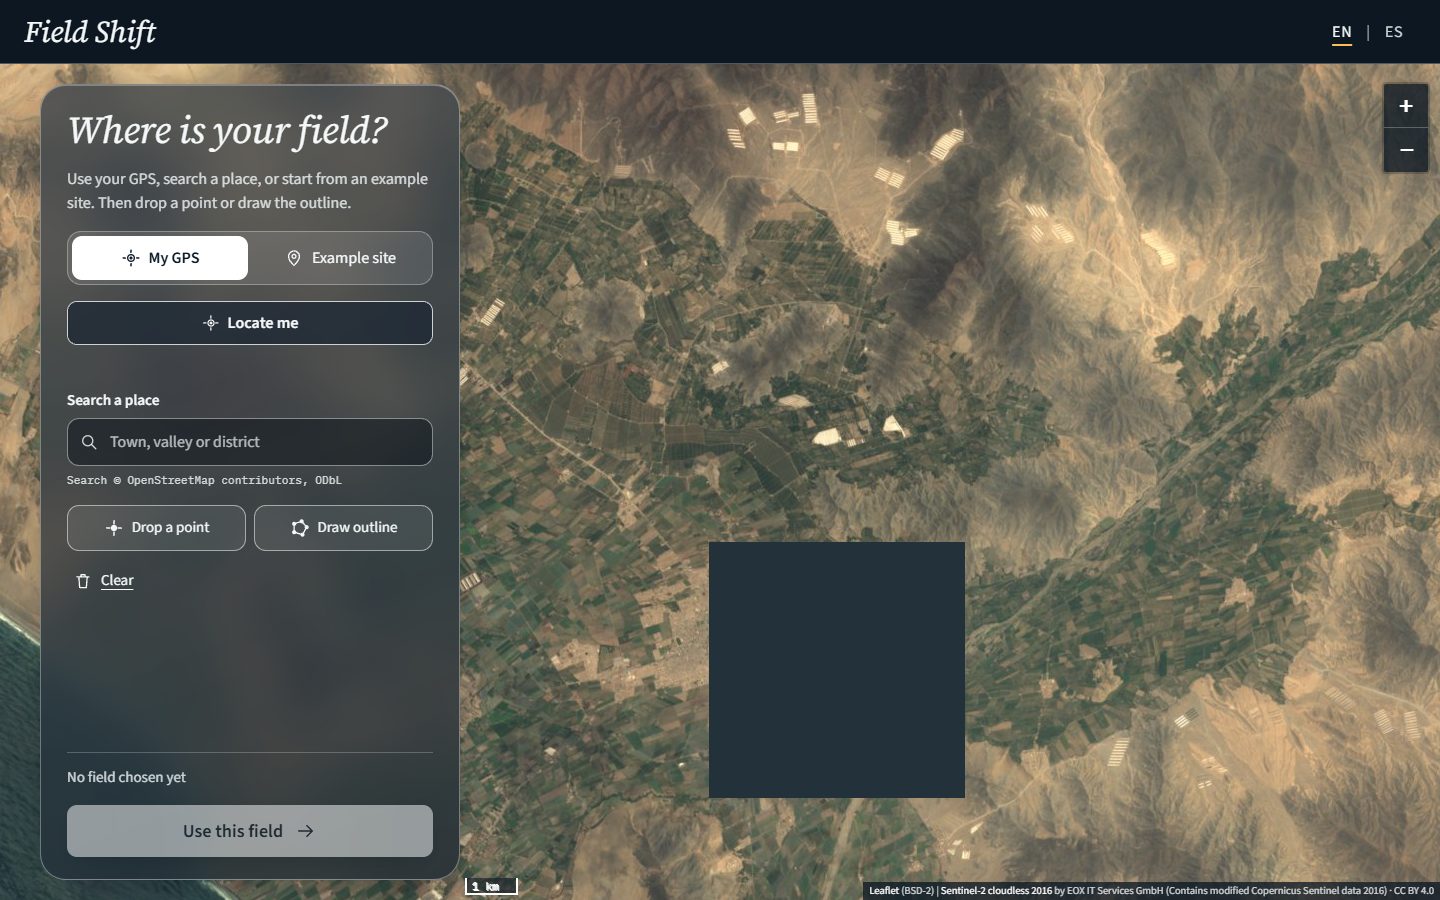 Field Shift
EN | ES
Where is your field?
Use your GPS, search a place, or start from an example
site. Then drop a point or draw the outline.
My GPS
Example site
Locate me
Search a place
Town, valley or district
Search © OpenStreetMap contributors, ODbL
Drop a point
Draw outline
Clear
No field chosen yet
Use this field →
+
−
1 km
Leaflet (BSD-2) | Sentinel-2 cloudless 2016 by EOX IT Services GmbH (Contains modified Copernicus Sentinel data 2016) · CC BY 4.0